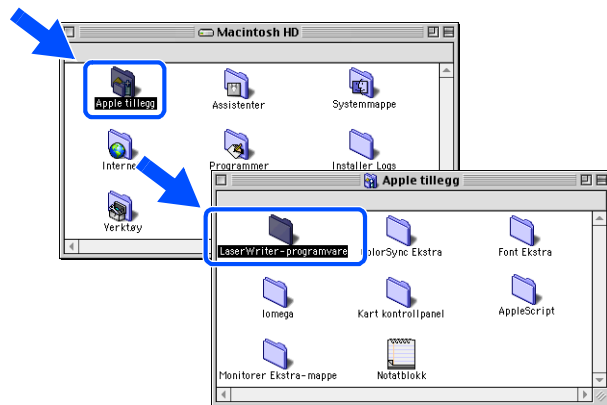 Macintosh HD
Apple tillegg
Assistenter
Systemmappe
Programmer
Installer Logs
Verktøy
Apple tillegg
LaserWriter-programvare
Font Ekstra
Iomega
Kart kontrollpanel
AppleScript
Monitorer Ekstra-mappe
Notatblokk